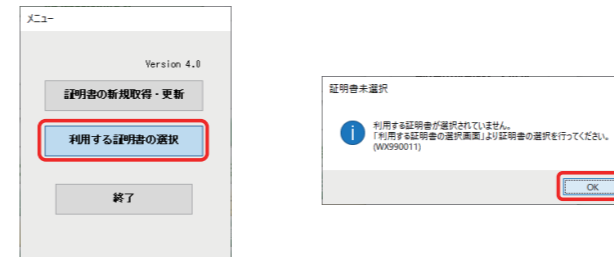 メニュー
Version 4.0
証明書の新規取得・更新
利用する証明書の選択
終了
証明書未選択
利用する証明書が選択されていません。
「利用する証明書の選択画面」より証明書の選択を行ってください。
(WX990011)
OK